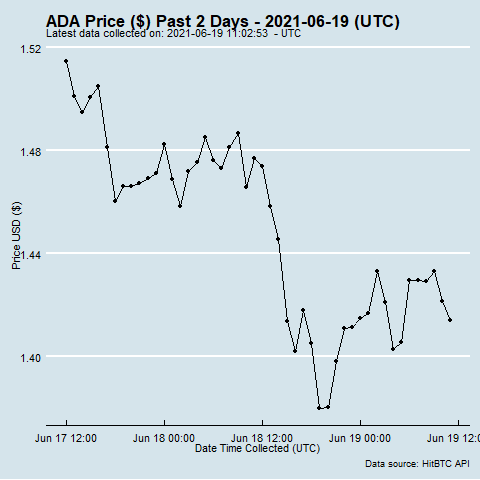 ADA Price ($) Past 2 Days - 2021-06-19 (UTC)
Latest data collected on: 2021-06-19 11:02:53  - UTC
1.52
1.48
1.44
1.40
Price USD ($)
Jun 17 12:00
Jun 18 00:00
Jun 18 12:00
Jun 19 00:00
Jun 19 12:
Date Time Collected (UTC)
Data source: HitBTC API